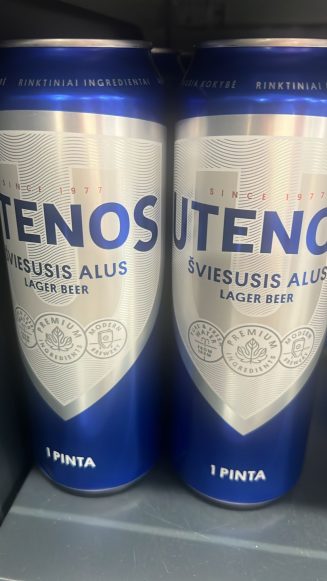 RINKTINIAI INGREDIENTAI
SINCE 1977
UTENOS
ŠVIESUSIS ALUS
LAGER BEER
PREMIUM
INGREDIENTS
MODERN
BREWERY
1 PINTA
KOKYBĖ RINKTINIAI
SINCE 1977
UTENOS
ŠVIESUSIS ALUS
LAGER BEER
PREMIUM
INGREDIENTS
MODERN
BREWERY
1 PINTA